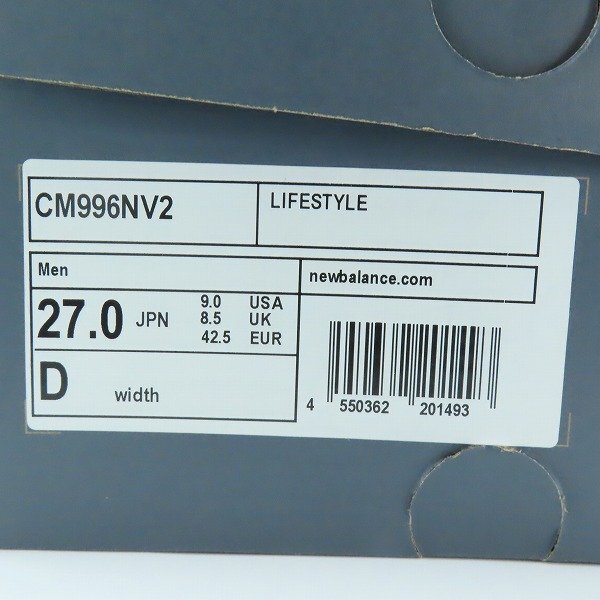 CM996NV2
LIFESTYLE
Men
newbalance.com
27.0 JPN
9.0 USA
8.5 UK
42.5 EUR
D width
4 550362 201493